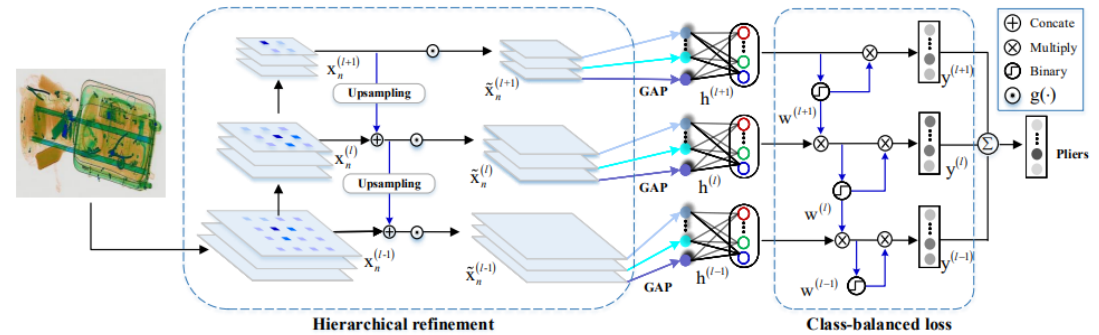 x_n^(l+1)
Upsampling
x̃_n^(l+1)
GAP
h^(l+1)
w^(l+1)
y^(l+1)
Concate
Multiply
Binary
g(·)
x_n^(l)
Upsampling
x̃_n^(l)
GAP
h^(l)
w^(l)
y^(l)
Σ
Pliers
x_n^(l-1)
x̃_n^(l-1)
GAP
h^(l-1)
w^(l-1)
y^(l-1)
Hierarchical refinement
Class-balanced loss